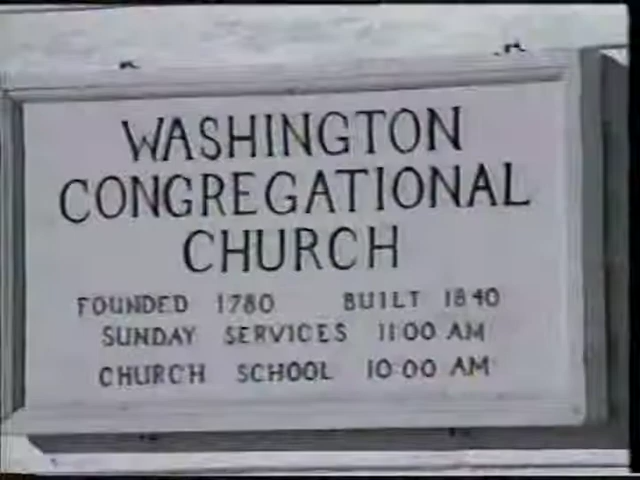 WASHINGTON
CONGREGATIONAL
CHURCH
FOUNDED 1780 BUILT 1840
SUNDAY SERVICES 11:00 AM
CHURCH SCHOOL 10:00 AM